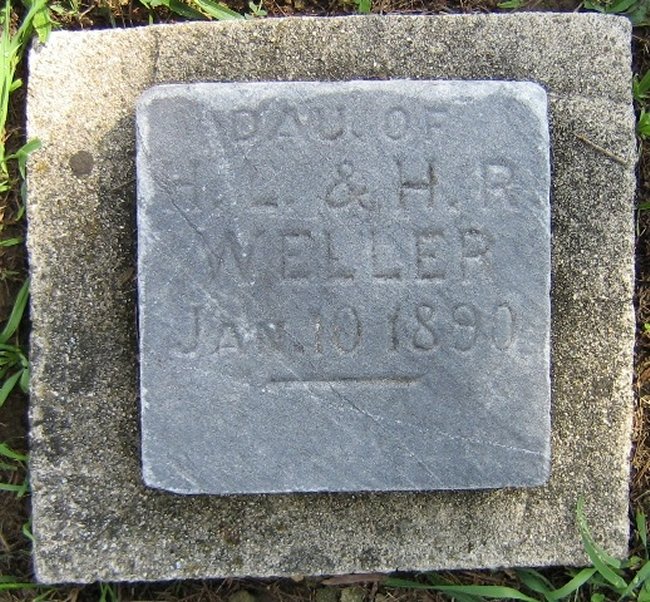 DAU. OF
H. L. & H. R
WELLER
JAN. 10 1890